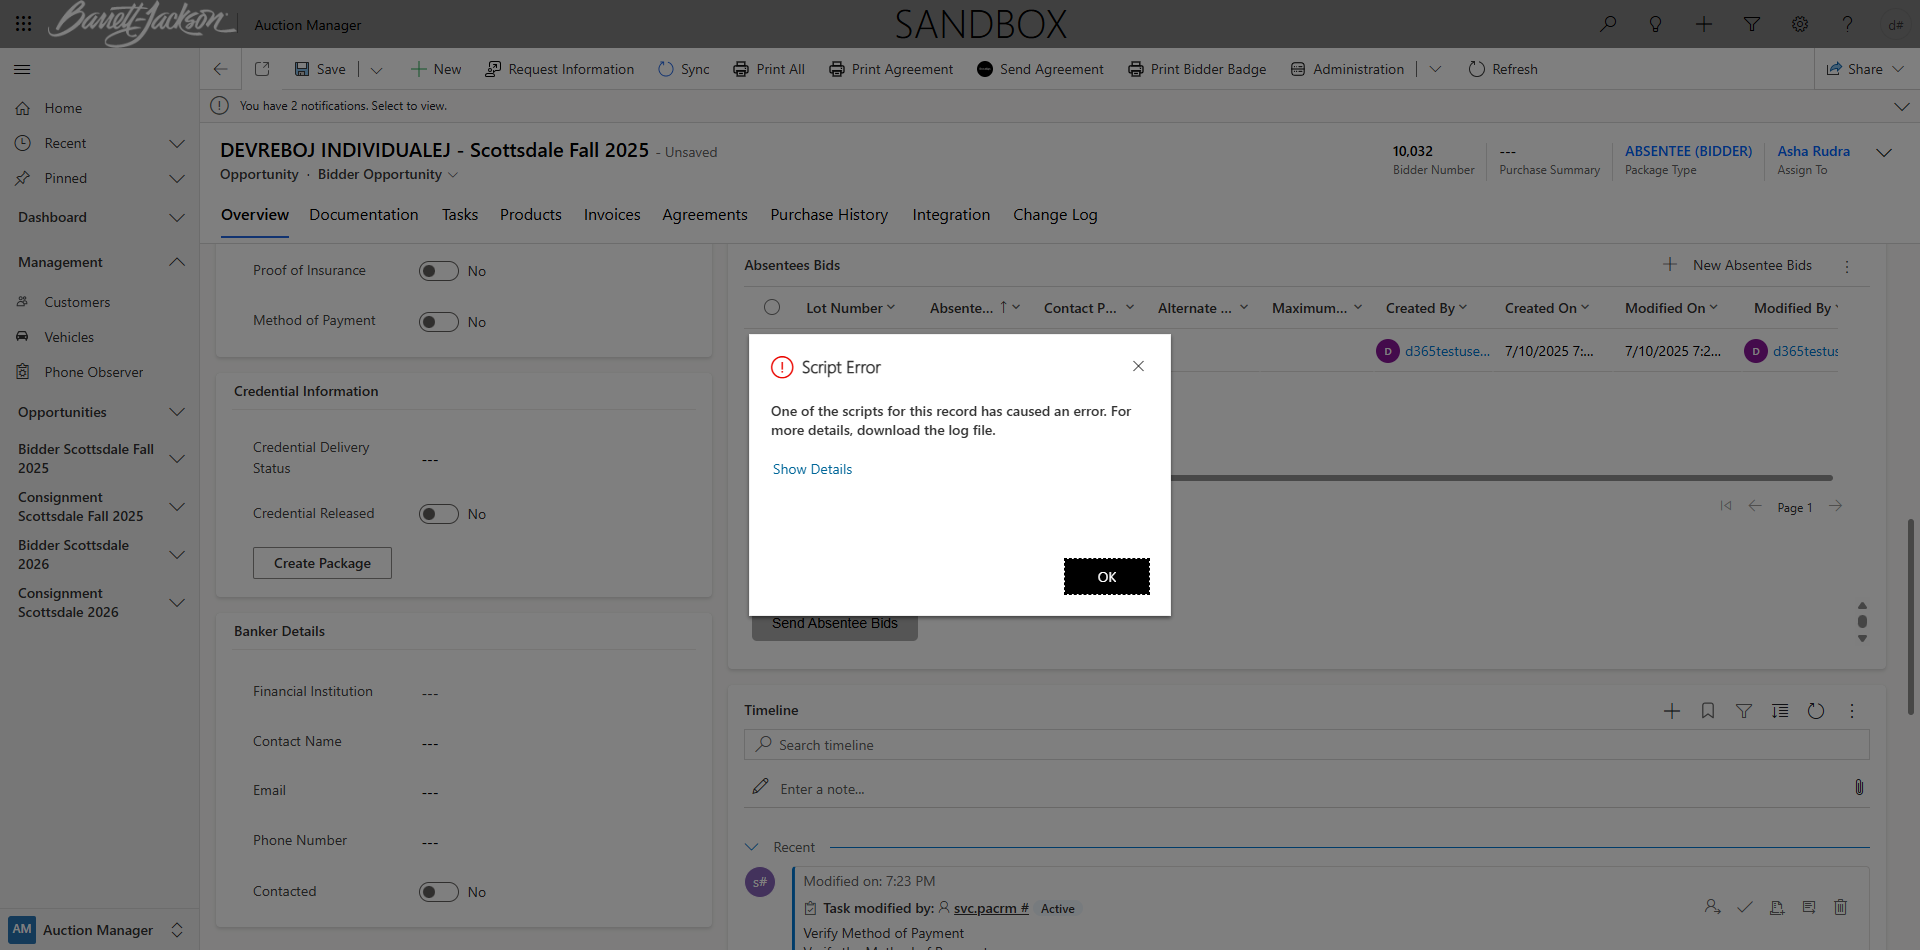 Barrett-Jackson
Auction Manager
SANDBOX
d#
Save
New
Request Information
Sync
Print All
Print Agreement
Send Agreement
Print Bidder Badge
Administration
Refresh
Share
You have 2 notifications. Select to view.
Home
Recent
Pinned
Dashboard
Management
Customers
Vehicles
Phone Observer
Opportunities
Bidder Scottsdale Fall
2025
Consignment
Scottsdale Fall 2025
Bidder Scottsdale
2026
Consignment
Scottsdale 2026
AM Auction Manager
DEVREBOJ INDIVIDUALEJ - Scottsdale Fall 2025 - Unsaved
Opportunity · Bidder Opportunity
10,032
Bidder Number
---
Purchase Summary
ABSENTEE (BIDDER)
Package Type
Asha Rudra
Assign To
Overview
Documentation
Tasks
Products
Invoices
Agreements
Purchase History
Integration
Change Log
Proof of Insurance No
Method of Payment No
Credential Information
Credential Delivery
Status
---
Credential Released No
Create Package
Banker Details
Financial Institution ---
Contact Name ---
Email ---
Phone Number ---
Contacted No
Absentees Bids
New Absentee Bids
Lot Number
Absente...
Contact P...
Alternate ...
Maximum...
Created By
Created On
Modified On
Modified By
D d365testuse...
7/10/2025 7:...
7/10/2025 7:2...
D d365testus
Page 1
Script Error
One of the scripts for this record has caused an error. For
more details, download the log file.
Show Details
OK
Send Absentee Bids
Timeline
Search timeline
Enter a note...
Recent
s#
Modified on: 7:23 PM
Task modified by: svc.pacrm # Active
Verify Method of Payment